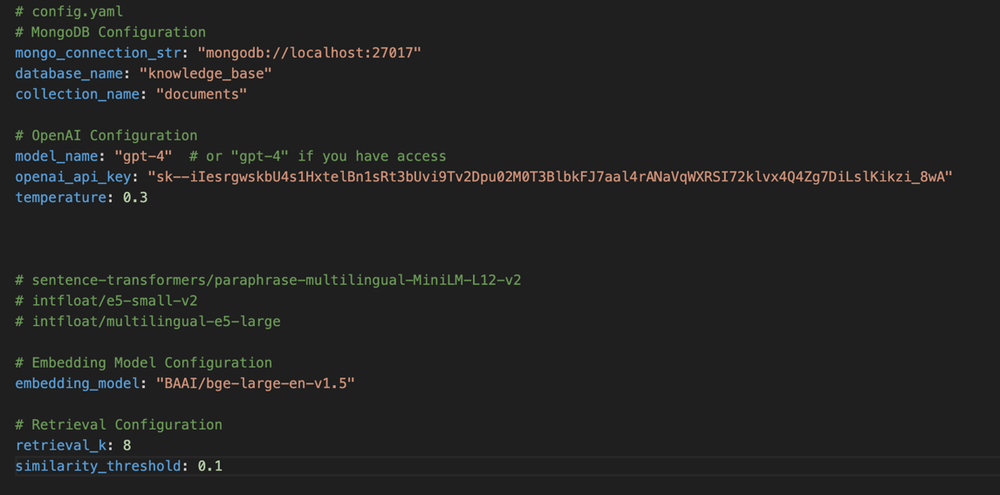 # config.yaml
# MongoDB Configuration
mongo_connection_str: "mongodb://localhost:27017"
database_name: "knowledge_base"
collection_name: "documents"
# OpenAI Configuration
model_name: "gpt-4"  # or "gpt-4" if you have access
openai_api_key: "sk--iIesrgwskbU4s1HxtelBn1sRt3bUvi9Tv2Dpu02M0T3BlbkFJ7aal4rANaVqWXRSI72klvx4Q4Zg7DiLslKikzi_8wA"
temperature: 0.3
# sentence-transformers/paraphrase-multilingual-MiniLM-L12-v2
# intfloat/e5-small-v2
# intfloat/multilingual-e5-large
# Embedding Model Configuration
embedding_model: "BAAI/bge-large-en-v1.5"
# Retrieval Configuration
retrieval_k: 8
similarity_threshold: 0.1